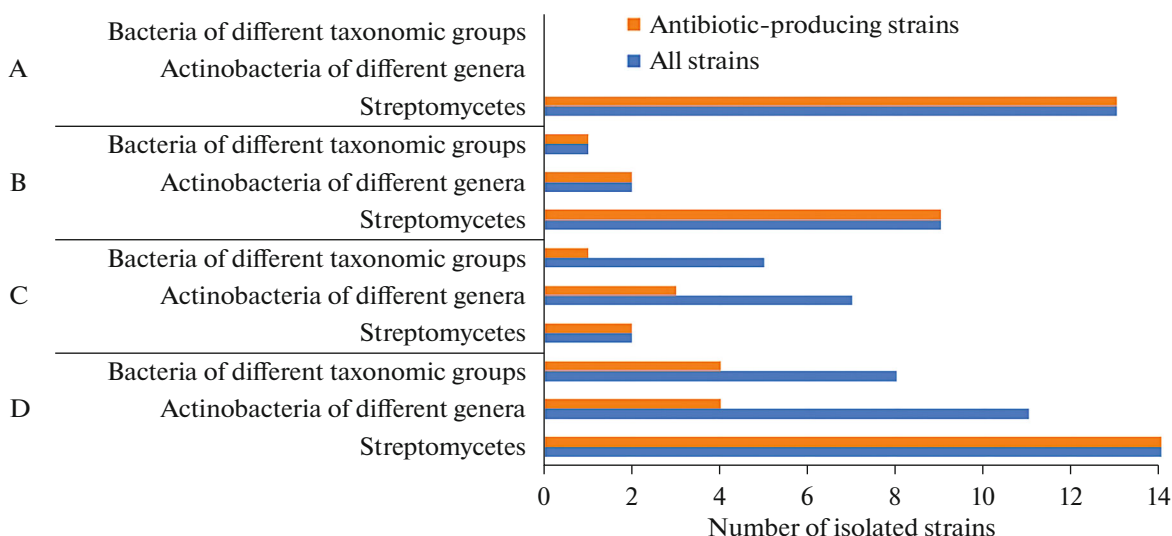 Bacteria of different taxonomic groups
Antibiotic-producing strains
A
Actinobacteria of different genera
All strains
Streptomycetes
Bacteria of different taxonomic groups
B
Actinobacteria of different genera
Streptomycetes
Bacteria of different taxonomic groups
C
Actinobacteria of different genera
Streptomycetes
Bacteria of different taxonomic groups
D
Actinobacteria of different genera
Streptomycetes
0 2 4 6 8 10 12 14
Number of isolated strains